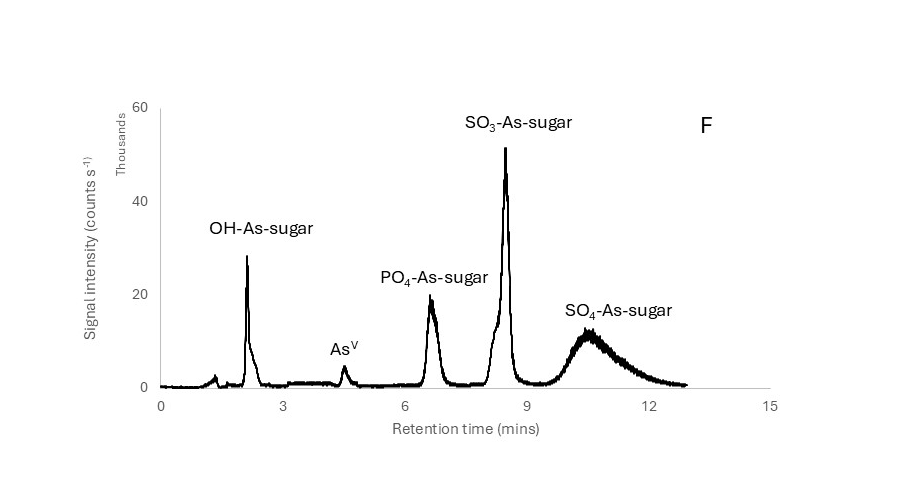 60
Thousands
SO₃-As-sugar
F
40
OH-As-sugar
Signal intensity (counts s⁻¹)
PO₄-As-sugar
20
SO₄-As-sugar
Asⱽ
0
0 3 6 9 12 15
Retention time (mins)